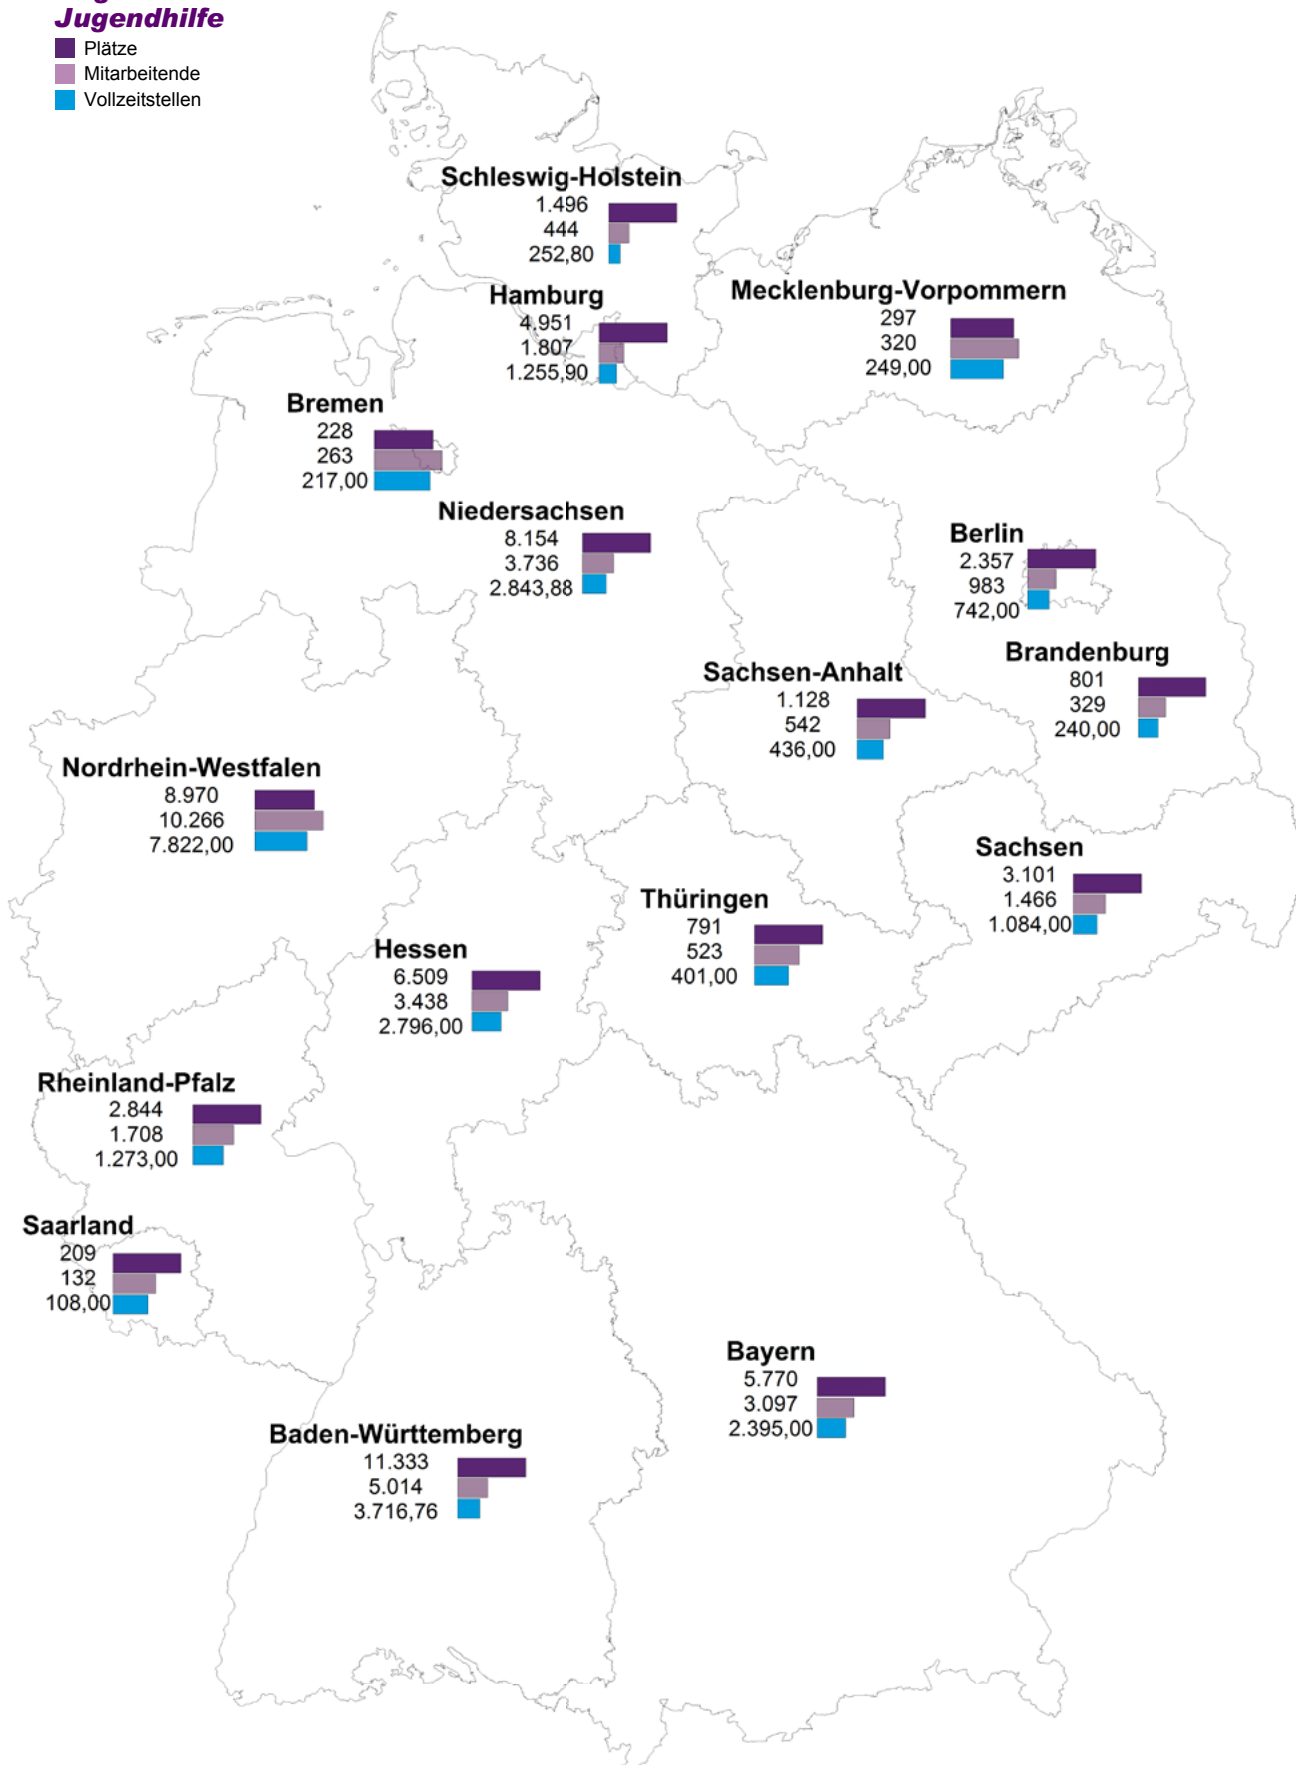 Jugendhilfe
Plätze
Mitarbeitende
Vollzeitstellen
Schleswig-Holstein
1.496
444
252,80
Hamburg
4.951
1.807
1.255,90
Mecklenburg-Vorpommern
297
320
249,00
Bremen
228
263
217,00
Niedersachsen
8.154
3.736
2.843,88
Berlin
2.357
983
742,00
Brandenburg
801
329
240,00
Sachsen-Anhalt
1.128
542
436,00
Nordrhein-Westfalen
8.970
10.266
7.822,00
Sachsen
3.101
1.466
1.084,00
Thüringen
791
523
401,00
Hessen
6.509
3.438
2.796,00
Rheinland-Pfalz
2.844
1.708
1.273,00
Saarland
209
132
108,00
Bayern
5.770
3.097
2.395,00
Baden-Württemberg
11.333
5.014
3.716,76